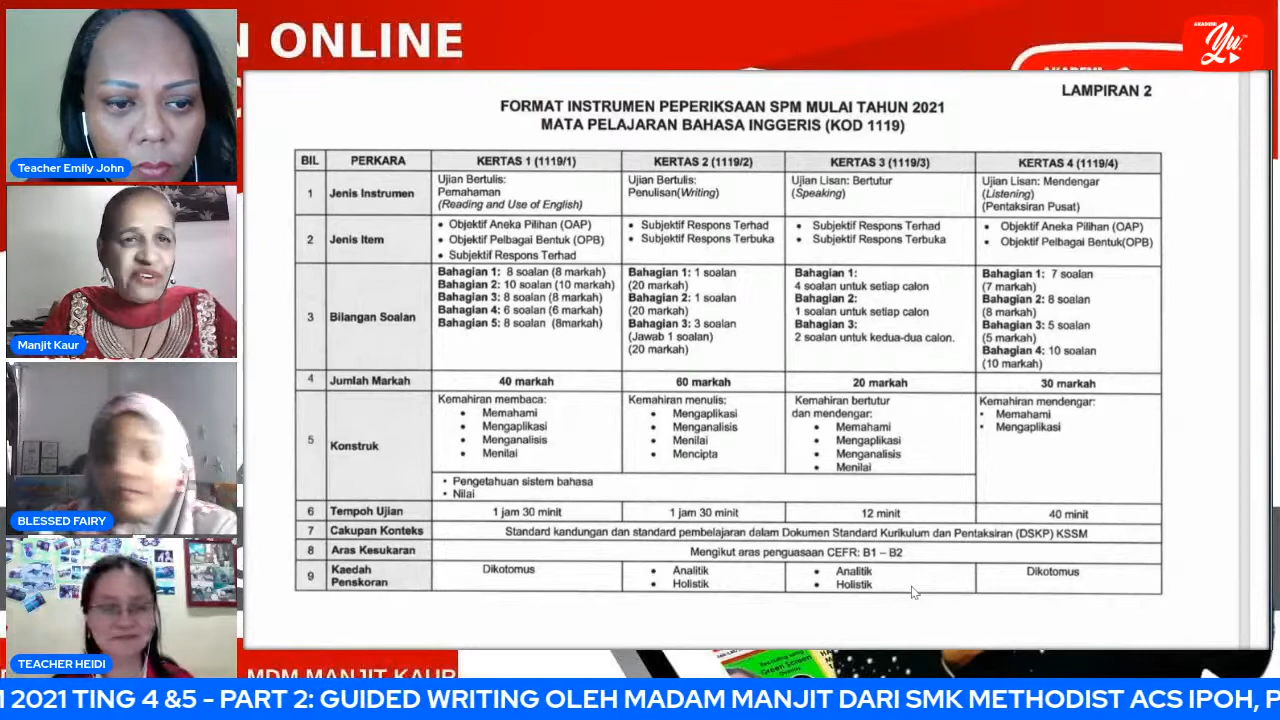 N ONLINE
AKADEMI
Yu.
AKADEMI
Teacher Emily John
Manjit Kaur
BLESSED FAIRY
TEACHER HEIDI
LAMPIRAN 2
FORMAT INSTRUMEN PEPERIKSAAN SPM MULAI TAHUN 2021
MATA PELAJARAN BAHASA INGGERIS (KOD 1119)
BIL PERKARA KERTAS 1 (1119/1) KERTAS 2 (1119/2) KERTAS 3 (1119/3) KERTAS 4 (1119/4)
1 Jenis Instrumen
Ujian Bertulis:
Pemahaman
(Reading and Use of English)
Ujian Bertulis:
Penulisan(Writing)
Ujian Lisan: Bertutur
(Speaking)
Ujian Lisan: Mendengar
(Listening)
(Pentaksiran Pusat)
2 Jenis Item
• Objektif Aneka Pilihan (OAP)
• Objektif Pelbagai Bentuk (OPB)
• Subjektif Respons Terhad
• Subjektif Respons Terhad
• Subjektif Respons Terbuka
• Subjektif Respons Terhad
• Subjektif Respons Terbuka
• Objektif Aneka Pilihan (OAP)
• Objektif Pelbagai Bentuk(OPB)
3 Bilangan Soalan
Bahagian 1: 8 soalan (8 markah)
Bahagian 2: 10 soalan (10 markah)
Bahagian 3: 8 soalan (8 markah)
Bahagian 4: 6 soalan (6 markah)
Bahagian 5: 8 soalan (8markah)
Bahagian 1: 1 soalan
(20 markah)
Bahagian 2: 1 soalan
(20 markah)
Bahagian 3: 3 soalan
(Jawab 1 soalan)
(20 markah)
Bahagian 1:
4 soalan untuk setiap calon
Bahagian 2:
1 soalan untuk setiap calon
Bahagian 3:
2 soalan untuk kedua-dua calon.
Bahagian 1: 7 soalan
(7 markah)
Bahagian 2: 8 soalan
(8 markah)
Bahagian 3: 5 soalan
(5 markah)
Bahagian 4: 10 soalan
(10 markah)
4 Jumlah Markah 40 markah 60 markah 20 markah 30 markah
5 Konstruk
Kemahiran membaca:
• Memahami
• Mengaplikasi
• Menganalisis
• Menilai
Kemahiran menulis:
• Mengaplikasi
• Menganalisis
• Menilai
• Mencipta
Kemahiran bertutur
dan mendengar:
• Memahami
• Mengaplikasi
• Menganalisis
• Menilai
Kemahiran mendengar:
• Memahami
• Mengaplikasi
• Pengetahuan sistem bahasa
• Nilai
6 Tempoh Ujian 1 jam 30 minit 1 jam 30 minit 12 minit 40 minit
7 Cakupan Konteks Standard kandungan dan standard pembelajaran dalam Dokumen Standard Kurikulum dan Pentaksiran (DSKP) KSSM
8 Aras Kesukaran Mengikut aras penguasaan CEFR: B1 – B2
9 Kaedah
Penskoran
Dikotomus
• Analitik
• Holistik
• Analitik
• Holistik
Dikotomus
MDM MANJIT KAUR
Green Screen
M 2021 TING 4 &5 - PART 2: GUIDED WRITING OLEH MADAM MANJIT DARI SMK METHODIST ACS IPOH, P